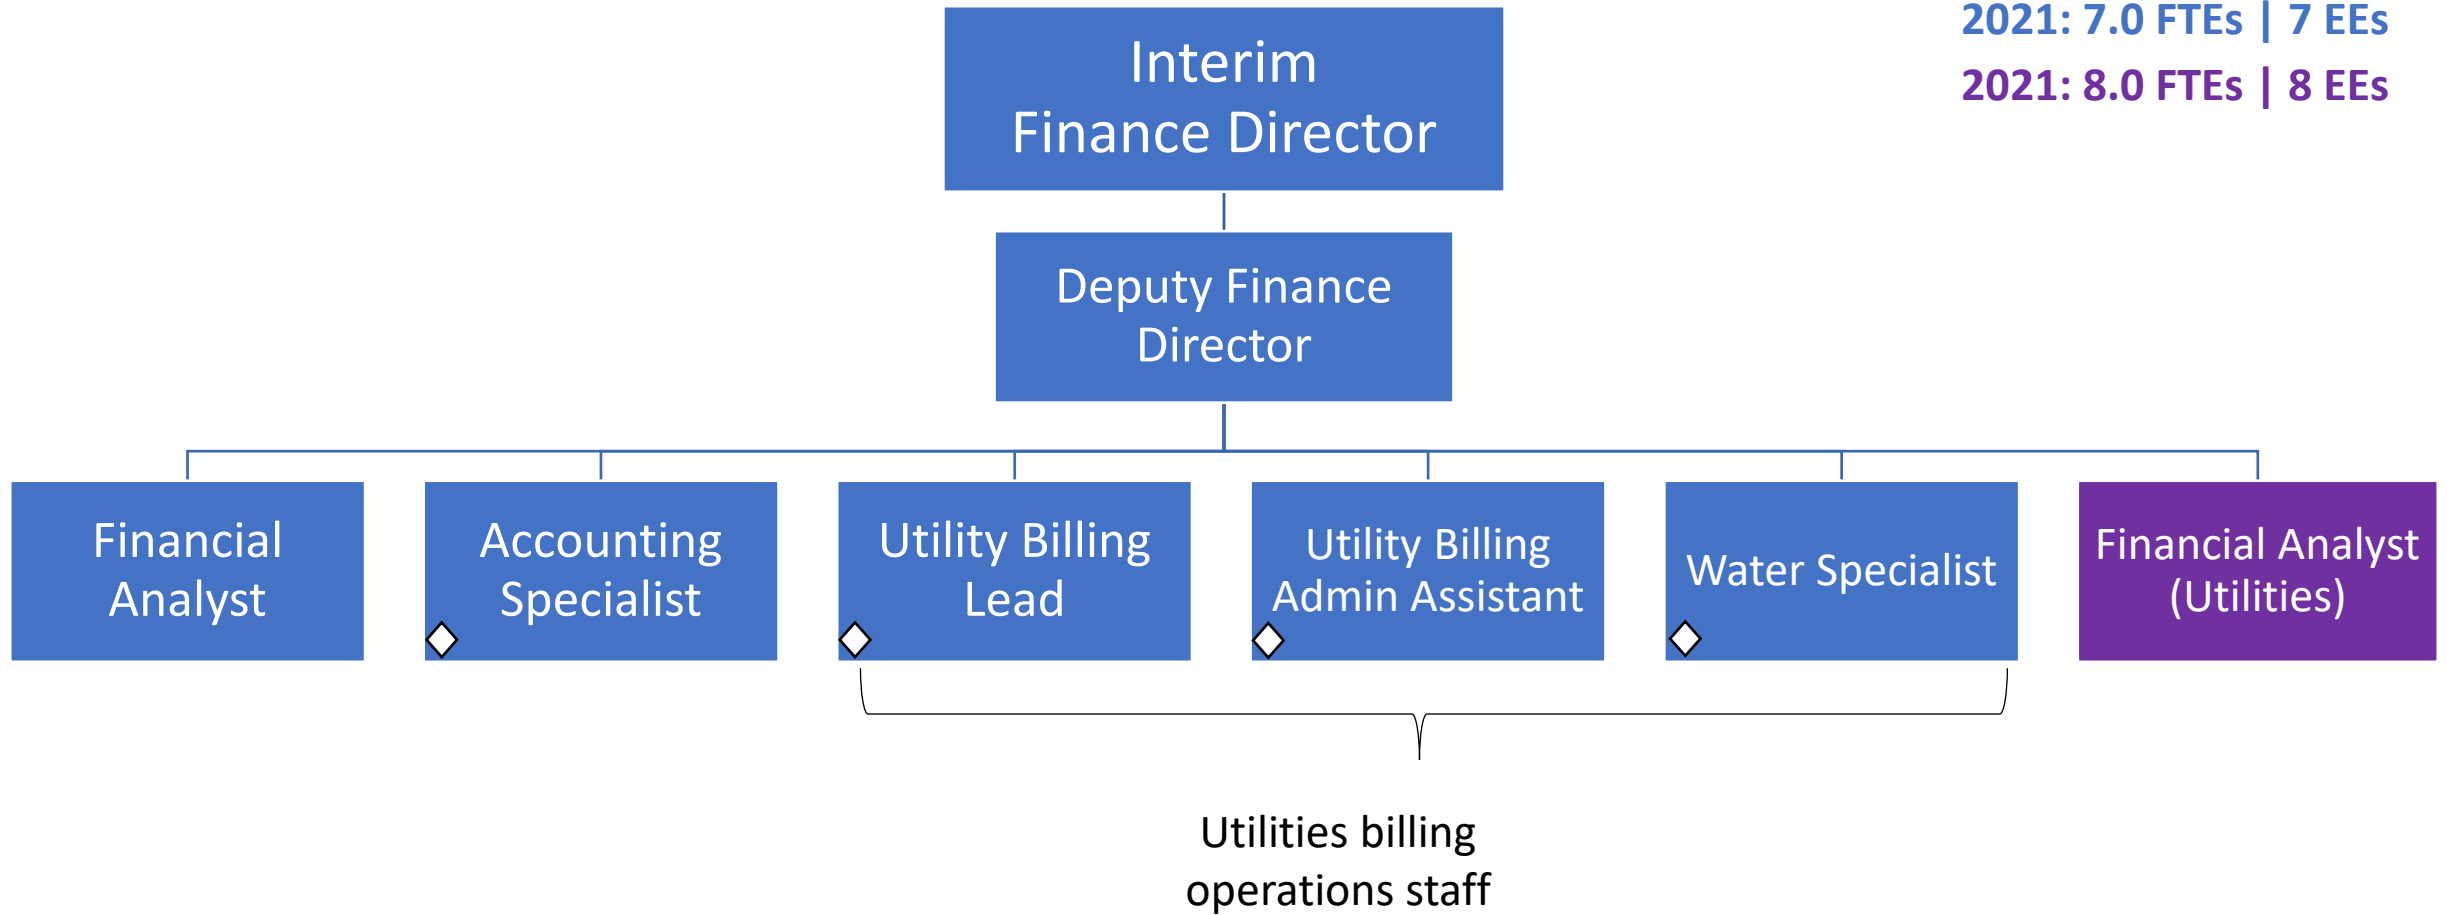 2021: 7.0 FTEs | 7 EEs
2021: 8.0 FTEs | 8 EEs
Interim
Finance Director
Deputy Finance
Director
Financial
Analyst
Accounting
Specialist
Utility Billing
Lead
Utility Billing
Admin Assistant
Water Specialist
Financial Analyst
(Utilities)
Utilities billing
operations staff